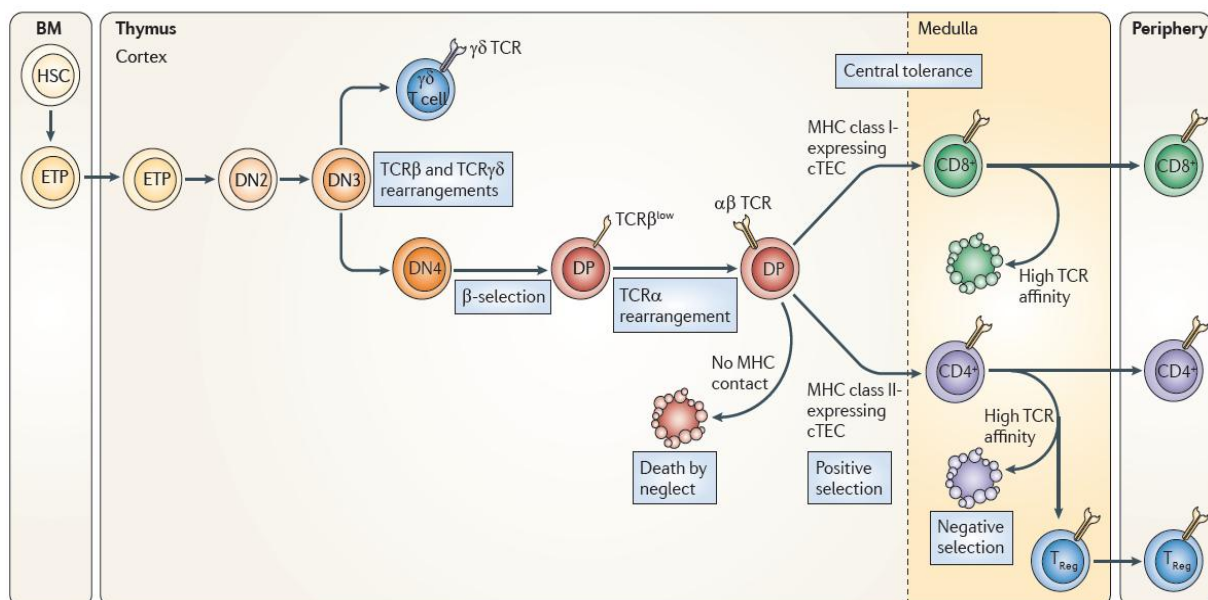 BM
HSC
ETP
Thymus
Cortex
ETP
DN2
DN3
γδ TCR
γδ
T cell
TCRβ and TCRγδ
rearrangements
DN4
β-selection
TCRβlow
DP
TCRα
rearrangement
αβ TCR
DP
No MHC
contact
Death by
neglect
MHC class I-
expressing
cTEC
MHC class II-
expressing
cTEC
Positive
selection
Central tolerance
Medulla
CD8⁺
High TCR
affinity
CD4⁺
High TCR
affinity
Negative
selection
TReg
Periphery
CD8⁺
CD4⁺
TReg